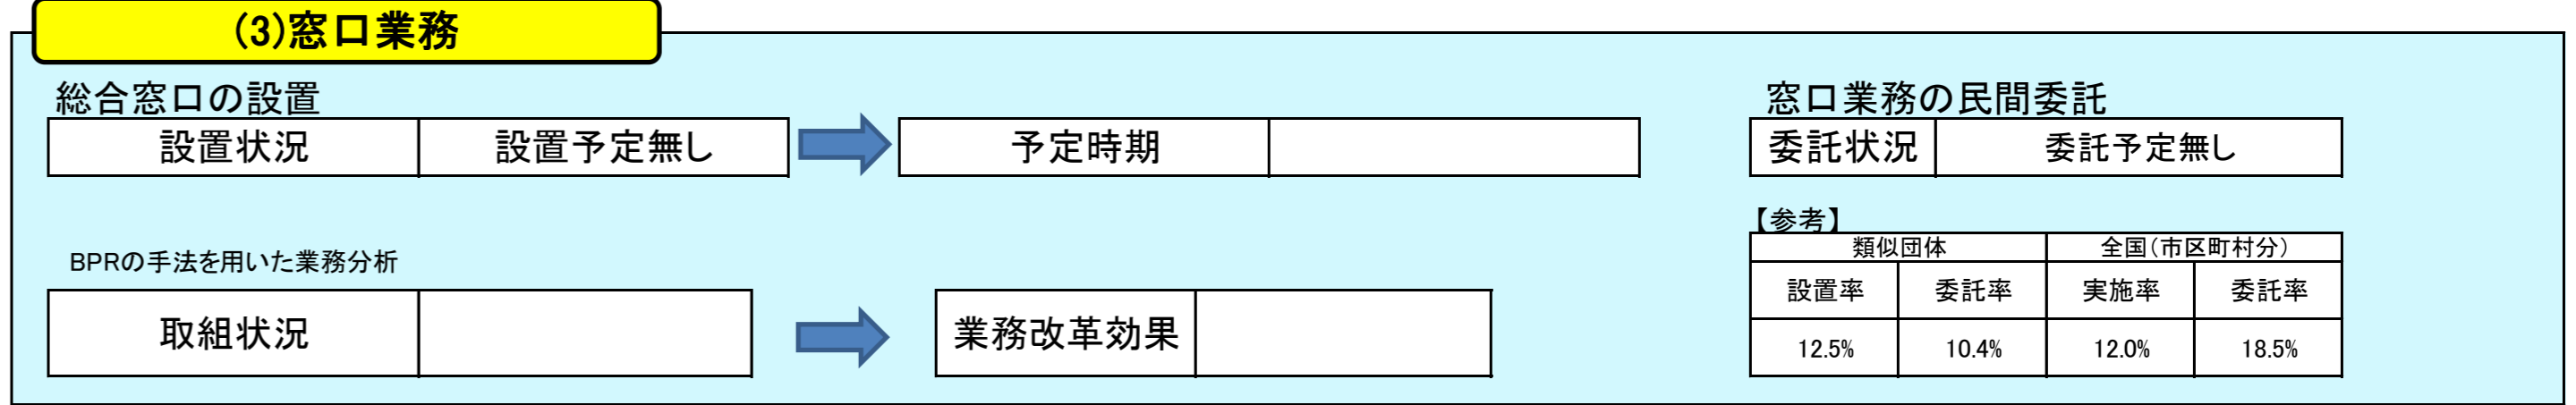 (3)窓口業務
総合窓口の設置
設置状況 設置予定無し 予定時期
窓口業務の民間委託
委託状況 委託予定無し
BPRの手法を用いた業務分析
取組状況 業務改革効果
【参考】
類似団体 全国(市区町村分)
設置率 委託率 実施率 委託率
12.5% 10.4% 12.0% 18.5%